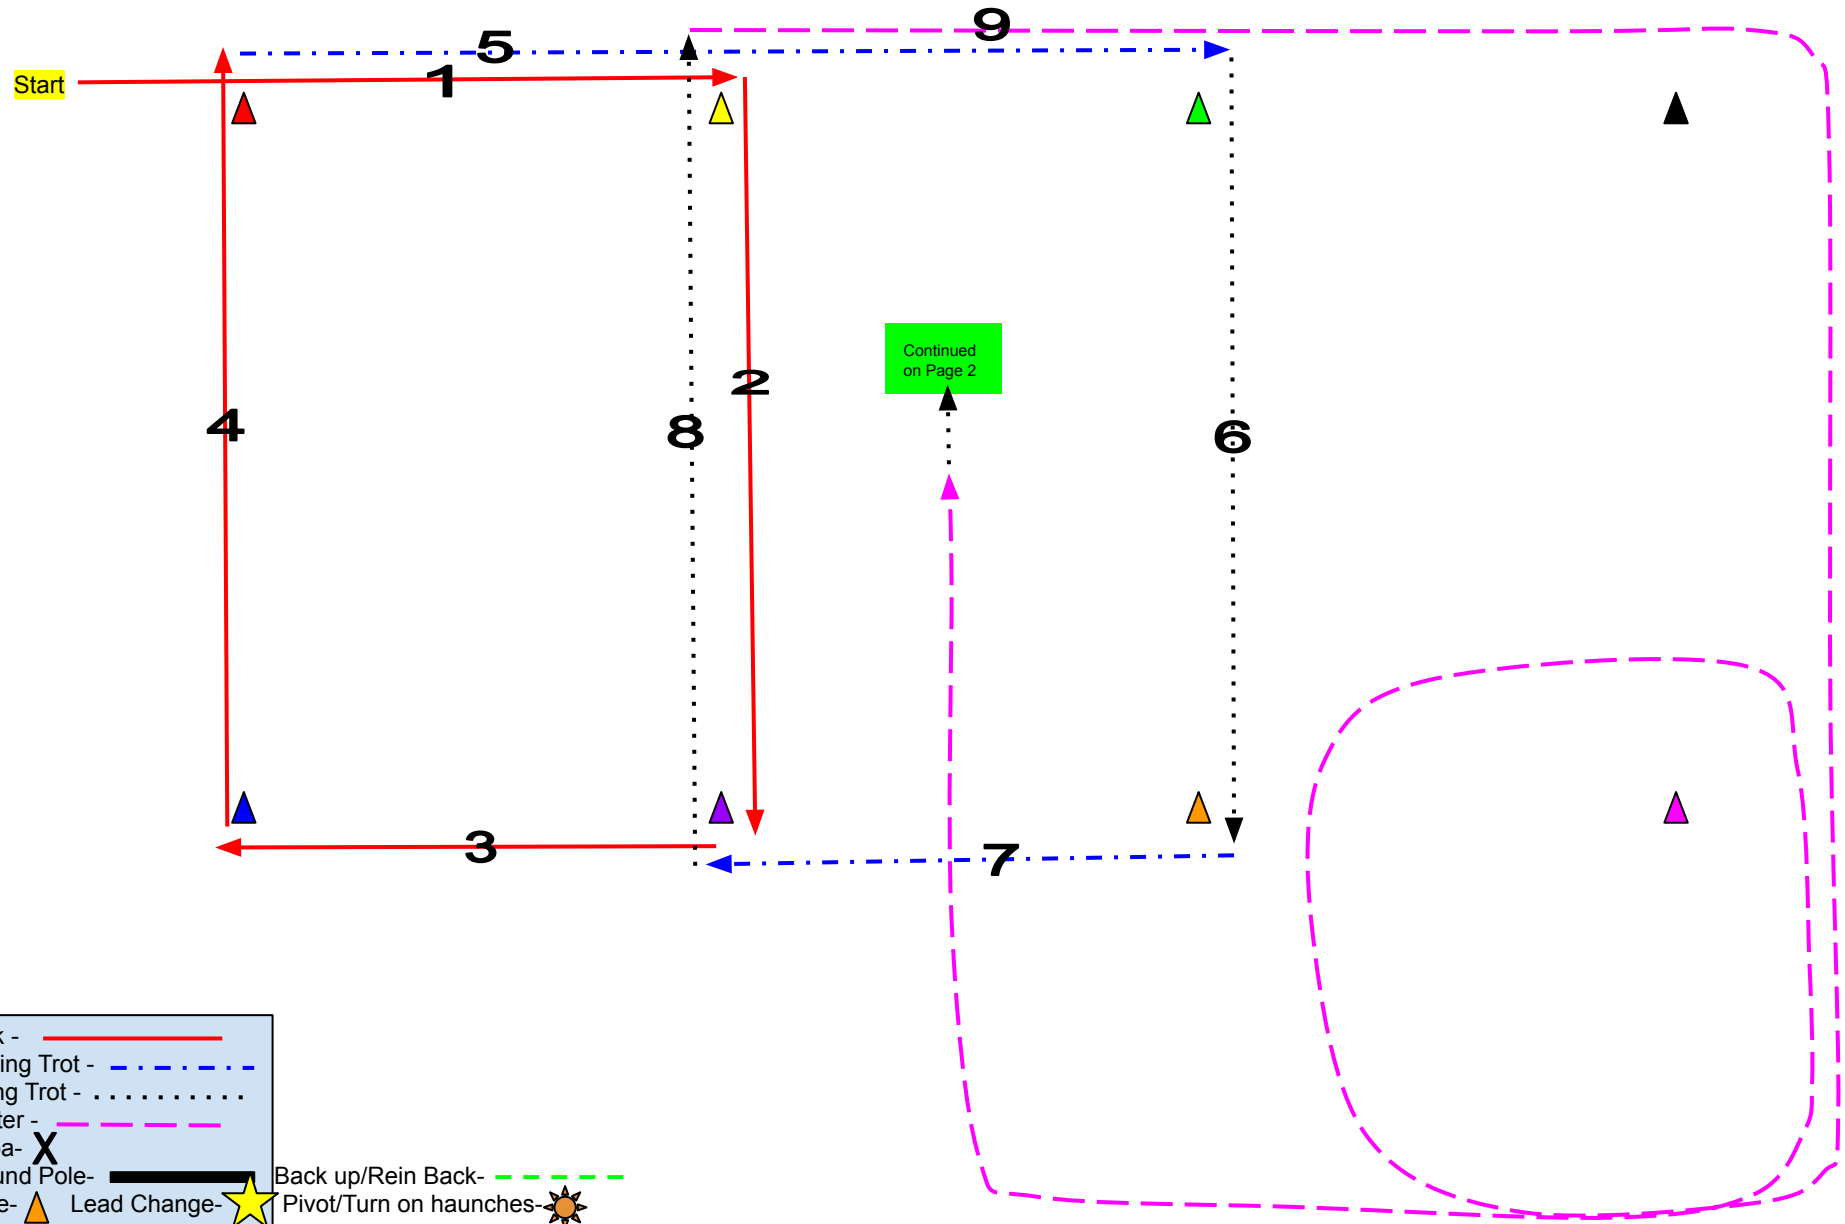 9
5
Start
1
Continued
on Page 2
2
4
8
6
3
7
k -
ing Trot -
ng Trot -
ter -
a- X
und Pole- Back up/Rein Back-
e- Lead Change- Pivot/Turn on haunches-